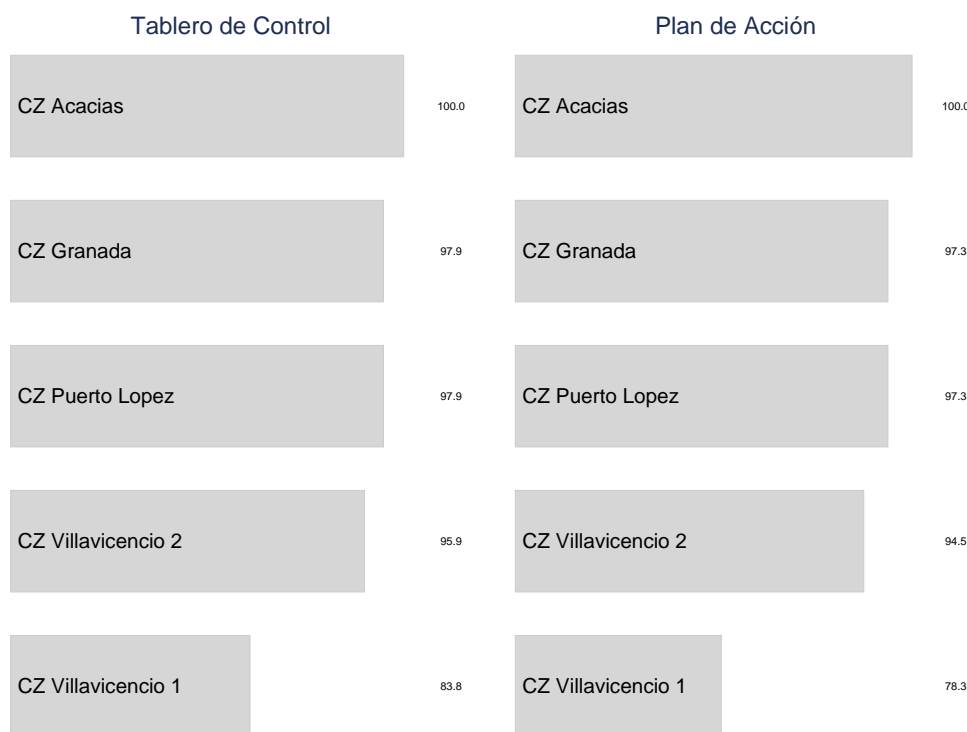 Tablero de Control
CZ Acacias 100.0
CZ Granada 97.9
CZ Puerto Lopez 97.9
CZ Villavicencio 2 95.9
CZ Villavicencio 1 83.8
Plan de Acción
CZ Acacias 100.0
CZ Granada 97.3
CZ Puerto Lopez 97.3
CZ Villavicencio 2 94.5
CZ Villavicencio 1 78.3